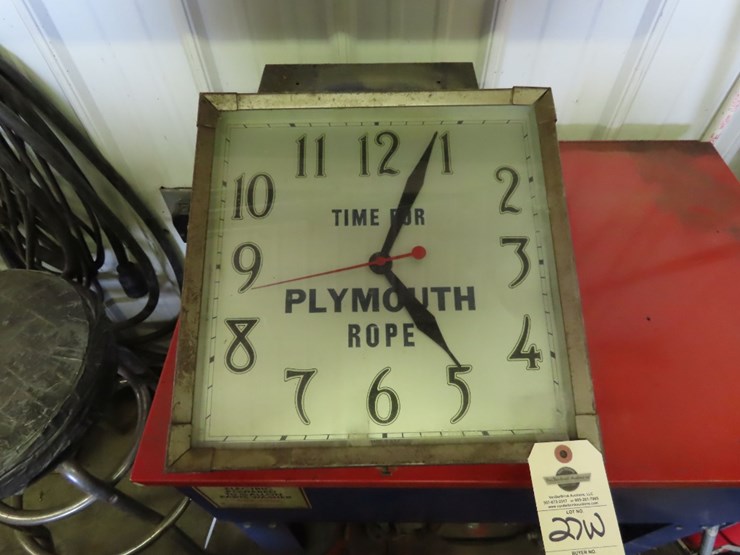 11 12 1
10 2
TIME FOR
9 3
PLYMOUTH
ROPE
8 4
7 6 5
LOT NO.
27W
BUYER NO.